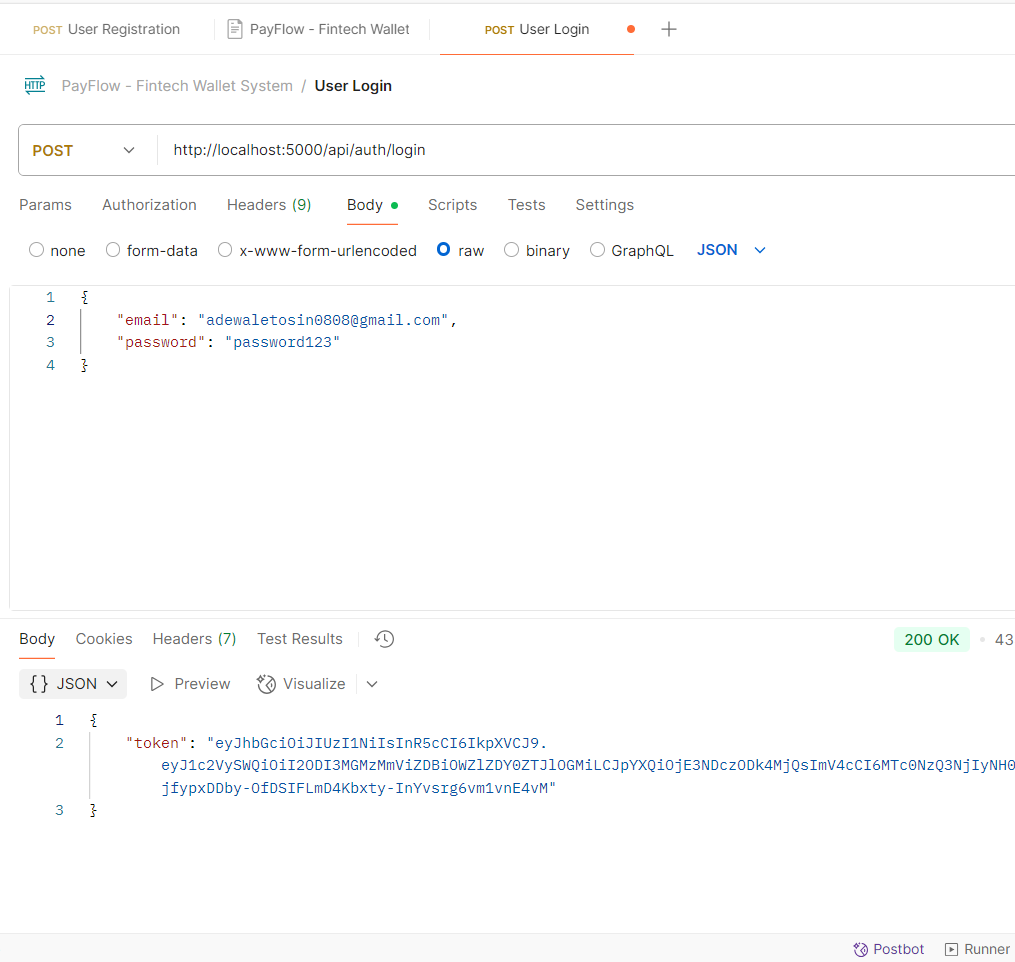 POST User Registration PayFlow - Fintech Wallet POST User Login
HTTP PayFlow - Fintech Wallet System / User Login
POST http://localhost:5000/api/auth/login
Params Authorization Headers (9) Body Scripts Tests Settings
none form-data x-www-form-urlencoded raw binary GraphQL JSON
1 {
2 "email": "adewaletosin0808@gmail.com",
3 "password": "password123"
4 }
Body Cookies Headers (7) Test Results 200 OK 43
{} JSON Preview Visualize
1 {
2 "token": "eyJhbGciOiJIUzI1NiIsInR5cCI6IkpXVCJ9.
eyJ1c2VySWQiOiI2ODI3MGMzMmViZDBiOWZlZDY0ZTJlOGMiLCJpYXQiOjE3NDczODk4MjQsImV4cCI6MTc0NzQ3NjIyNH0
jfypxDDby-OfDSIFLmD4Kbxty-InYvsrg6vm1vnE4vM"
3 }
Postbot Runner